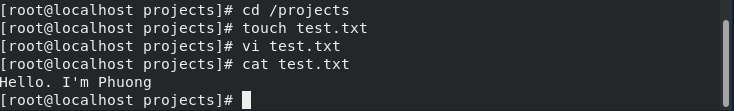 [root@localhost projects]# cd /projects
[root@localhost projects]# touch test.txt
[root@localhost projects]# vi test.txt
[root@localhost projects]# cat test.txt
Hello. I'm Phuong
[root@localhost projects]#